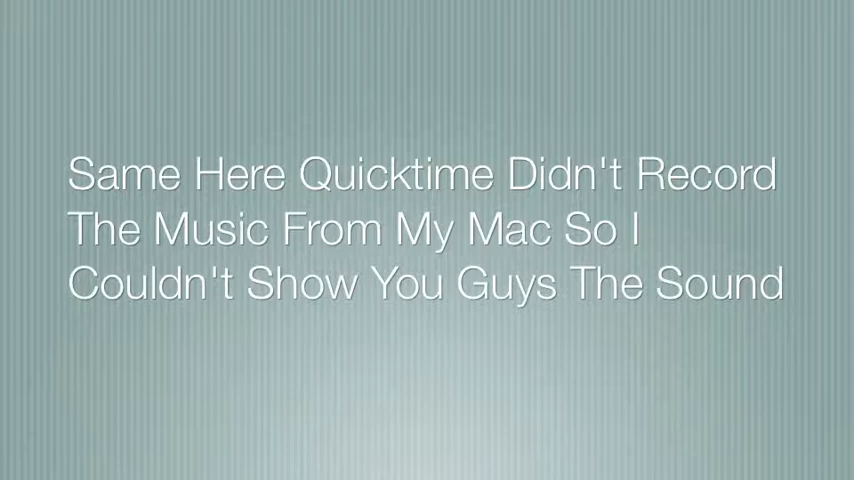 Same Here Quicktime Didn't Record
The Music From My Mac So I
Couldn't Show You Guys The Sound